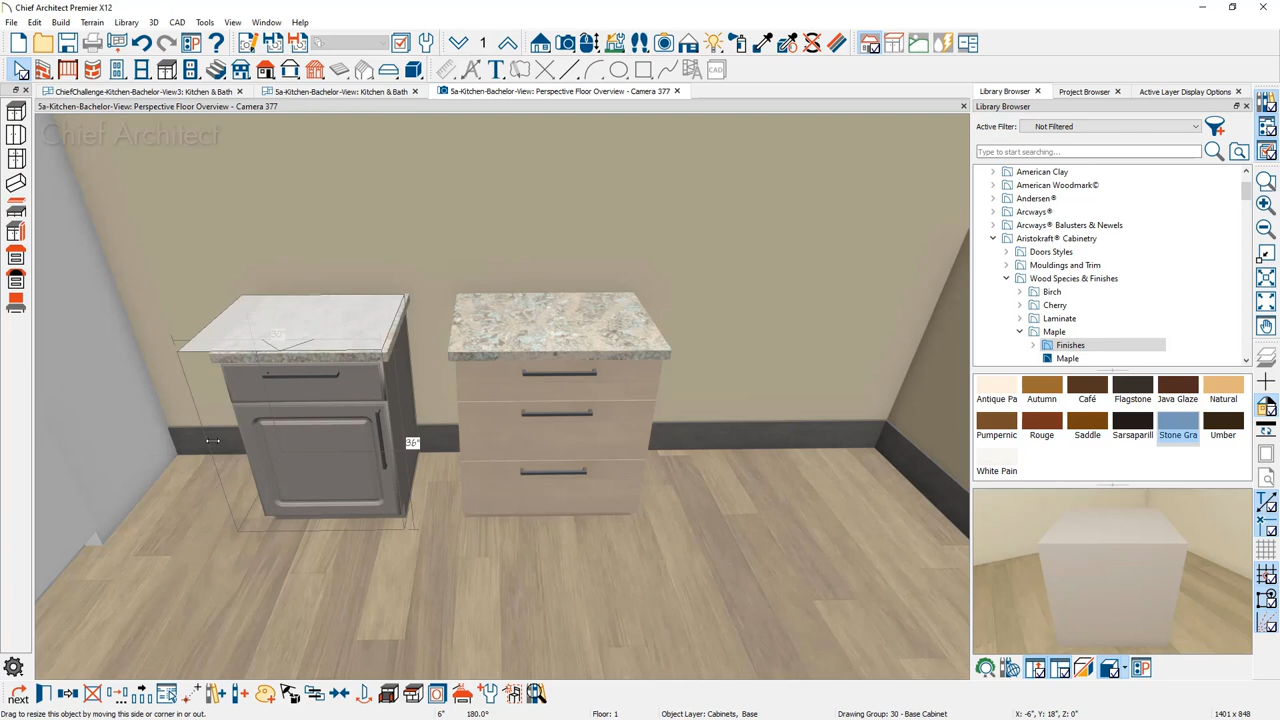 Chief Architect Premier X12
File Edit Build Terrain Library 3D CAD Tools View Window Help
1
CAD
ChiefChallenge-Kitchen-Bachelor-View3: Kitchen & Bath
5a-Kitchen-Bachelor-View: Kitchen & Bath
5a-Kitchen-Bachelor-View: Perspective Floor Overview - Camera 377
Library Browser
Project Browser
Active Layer Display Options
5a-Kitchen-Bachelor-View: Perspective Floor Overview - Camera 377
Library Browser
Active Filter:
Not Filtered
Chief Architect
Type to start searching...
American Clay
American Woodmark©
Andersen®
Arcways®
Arcways® Balusters & Newels
Aristokraft® Cabinetry
Doors Styles
Mouldings and Trim
Wood Species & Finishes
Birch
Cherry
Laminate
Maple
Finishes
Maple
36"
Antique Pa
Autumn
Café
Flagstone
Java Glaze
Natural
Pumpernic
Rouge
Saddle
Sarsaparill
Stone Gra
Umber
White Pain
next
Drag to resize this object by moving this side or corner in or out.
6"
180.0°
Floor: 1
Object Layer: Cabinets, Base
Drawing Group: 30 - Base Cabinet
X: -6", Y: 18", Z: 0"
1401 x 848